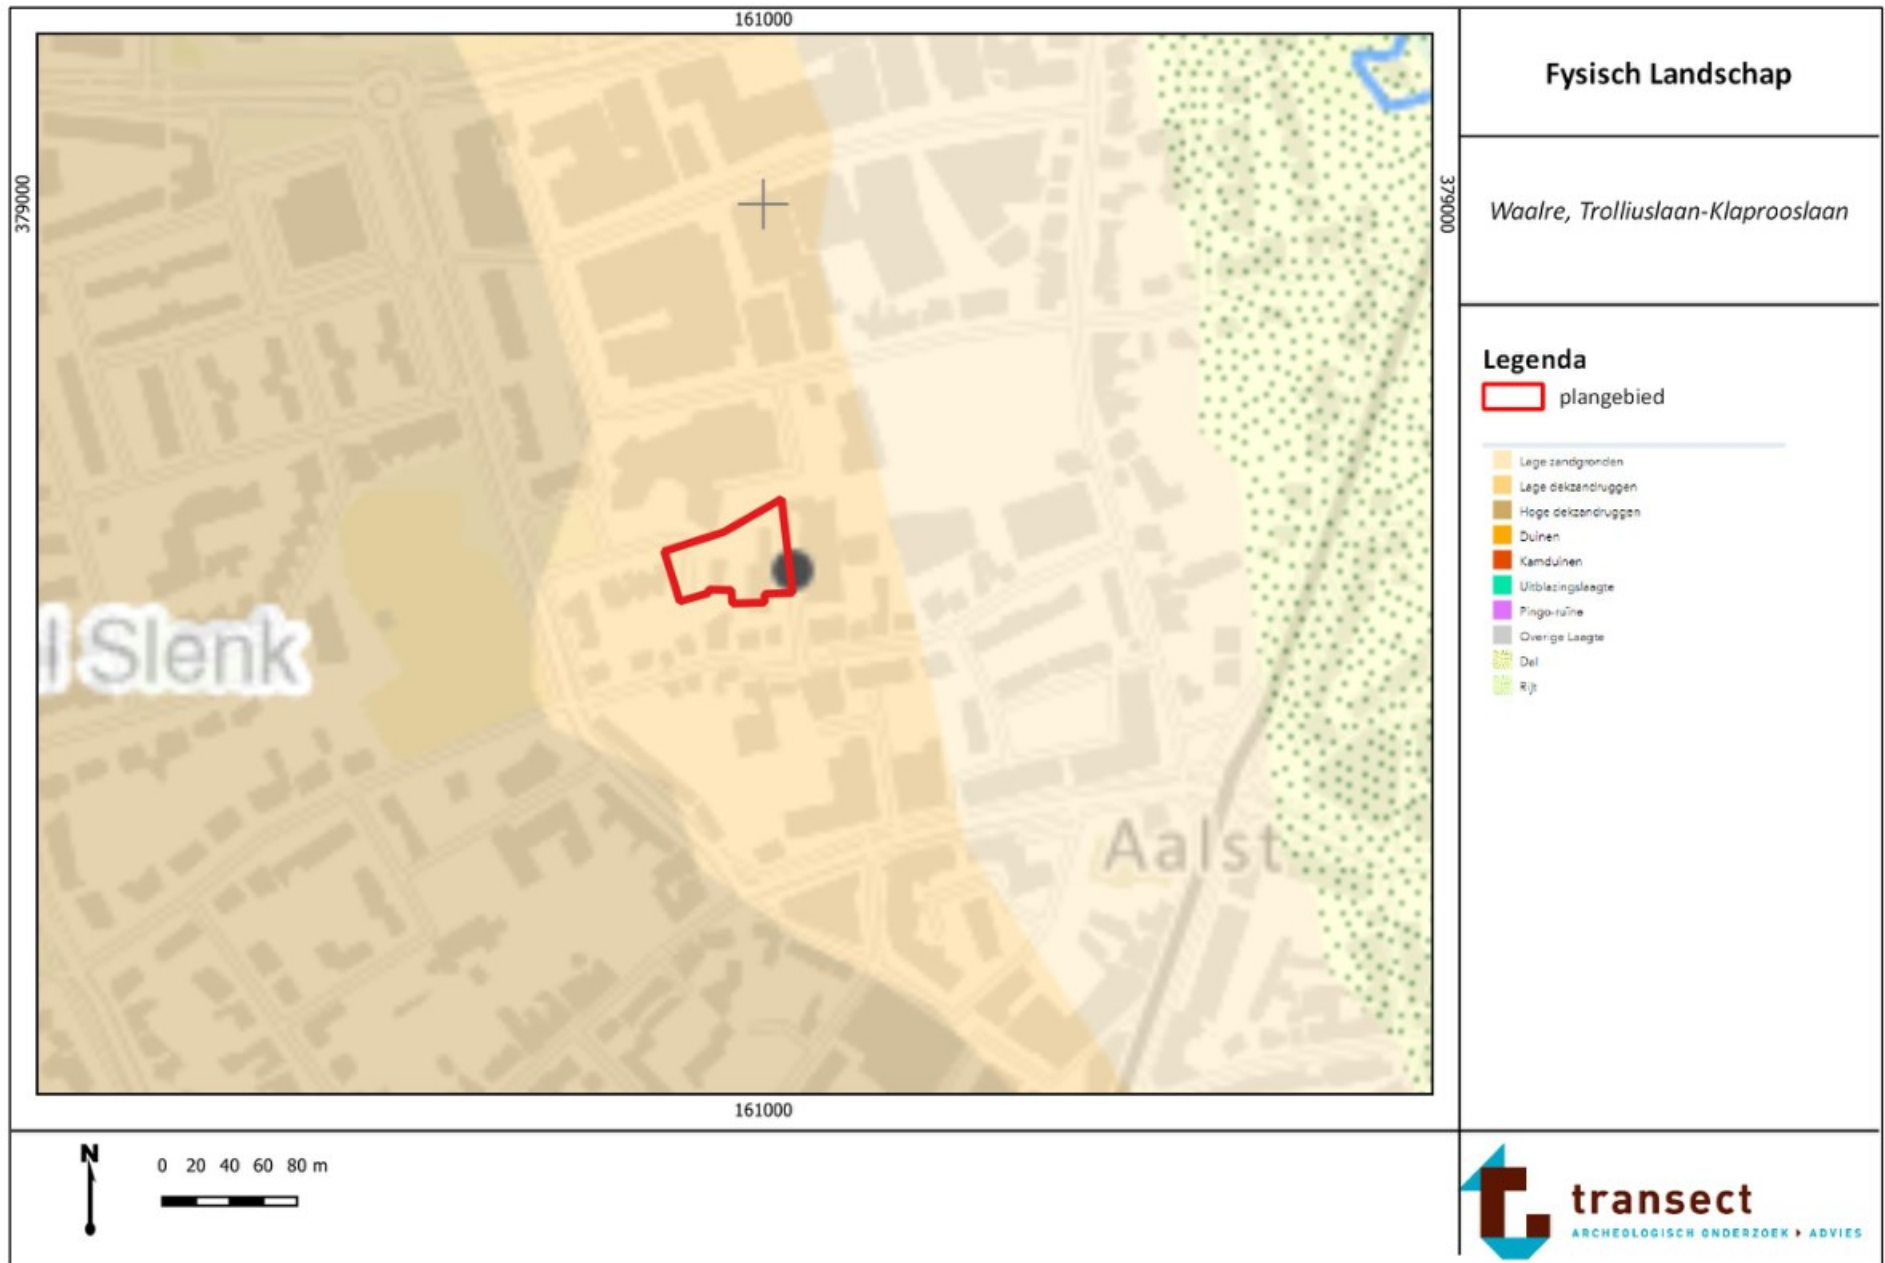 161000
Fysisch Landschap
379000
379000
Waalre, Trolliuslaan-Klaprooslaan
Legenda
plangebied
Lage zandgronden
Lage dekzandruggen
Hoge dekzandruggen
Duinen
Kamduinen
Uitblazingslaagte
Pingo-ruïne
Overige Laagte
Dal
Rijt
l Slenk
Aalst
161000
N
0 20 40 60 80 m
transect
ARCHEOLOGISCH ONDERZOEK ADVIES